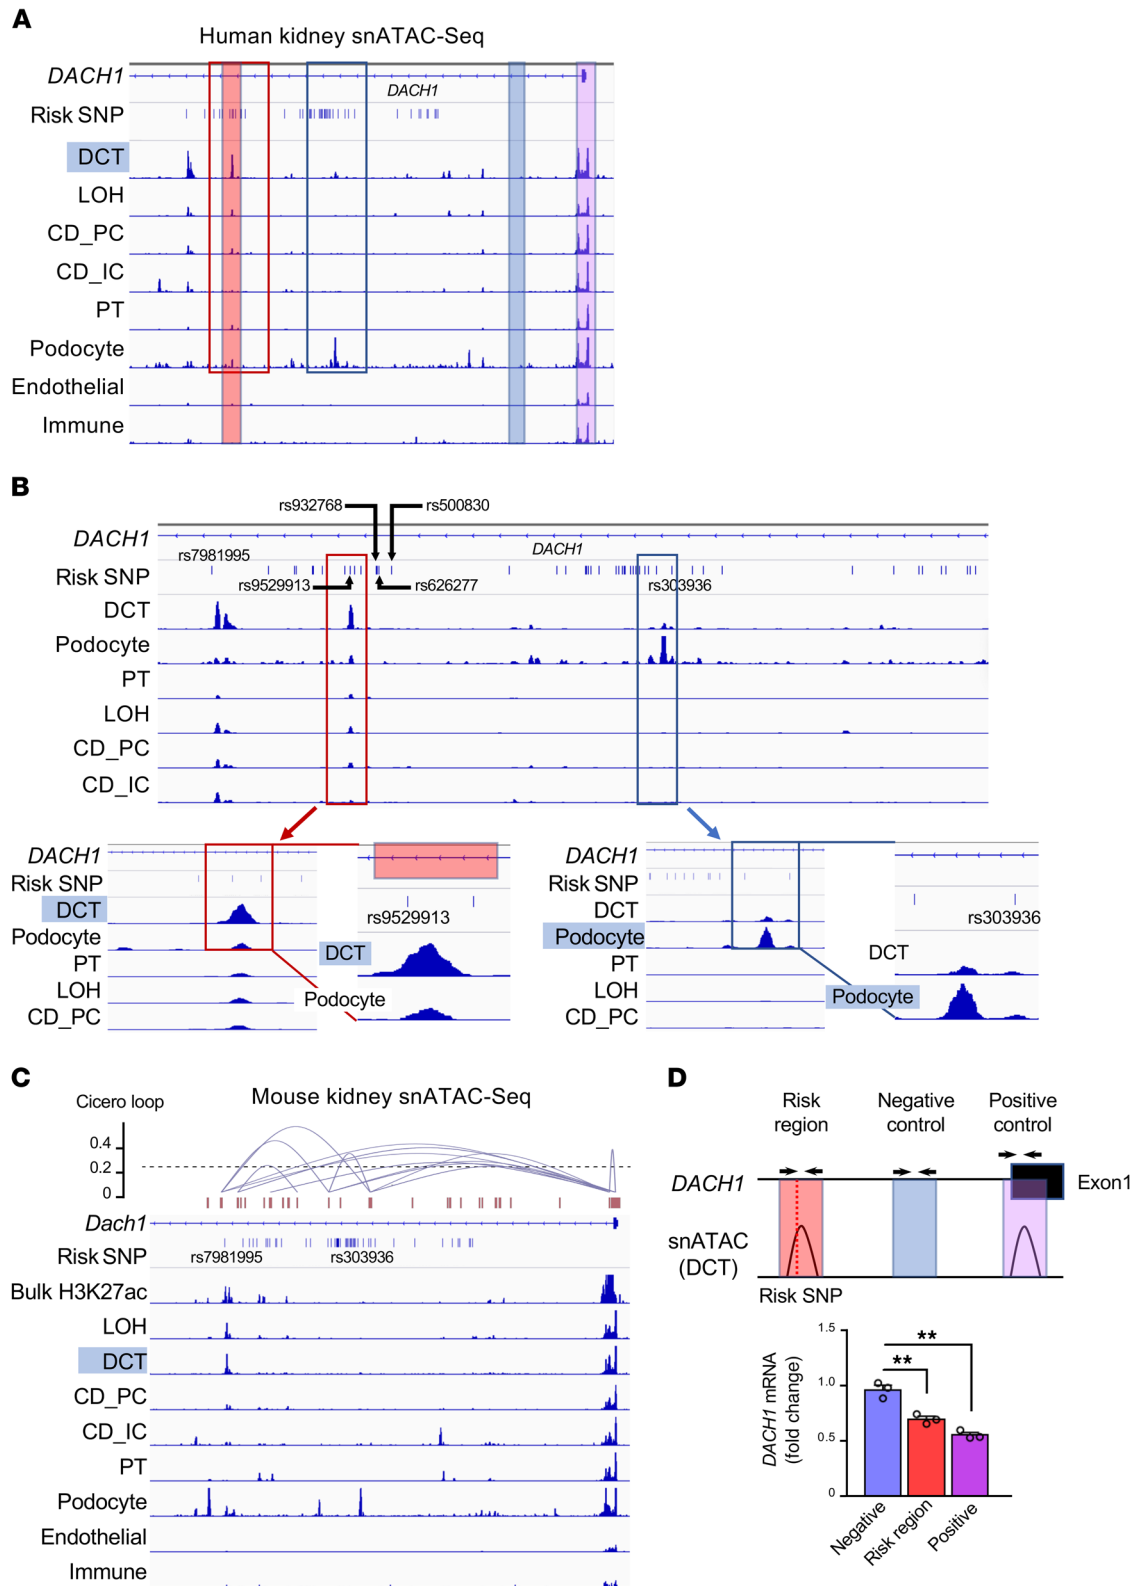 A
Human kidney snATAC-Seq
DACH1
DACH1
Risk SNP
DCT
LOH
CD_PC
CD_IC
PT
Podocyte
Endothelial
Immune
B
rs932768
rs500830
DACH1
DACH1
rs7981995
Risk SNP
rs9529913
rs626277
rs303936
DCT
Podocyte
PT
LOH
CD_PC
CD_IC
DACH1
Risk SNP
DCT
Podocyte
PT
LOH
CD_PC
rs9529913
DCT
Podocyte
DACH1
Risk SNP
DCT
Podocyte
PT
LOH
CD_PC
rs303936
DCT
Podocyte
C
Mouse kidney snATAC-Seq
Cicero loop
0.4
0.2
0
Dach1
Risk SNP
rs7981995
rs303936
Bulk H3K27ac
LOH
DCT
CD_PC
CD_IC
PT
Podocyte
Endothelial
Immune
D
Risk
region
Negative
control
Positive
control
DACH1
Exon1
snATAC
(DCT)
Risk SNP
DACH1 mRNA
(fold change)
1.5
1.0
0.5
0
**
**
Negative
Risk region
Positive